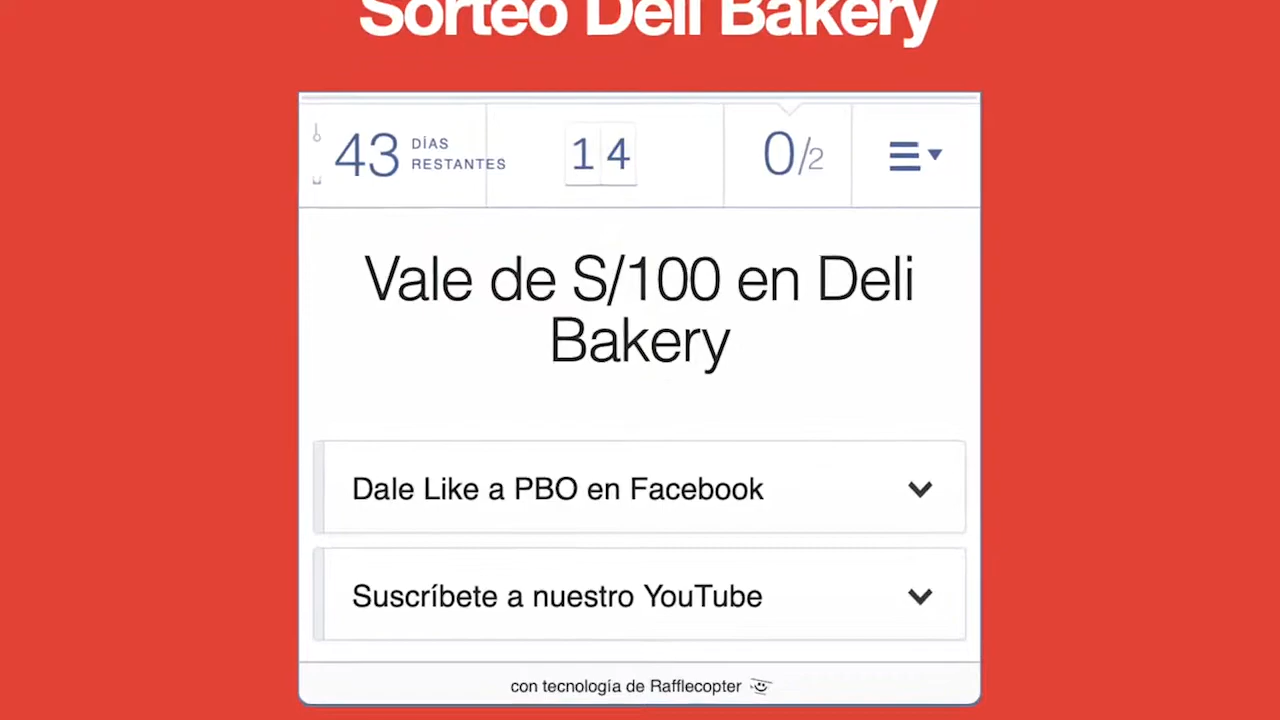 Sorteo Deli Bakery
43 DÍAS RESTANTES
14
0/2
Vale de S/100 en Deli
Bakery
Dale Like a PBO en Facebook
Suscríbete a nuestro YouTube
con tecnología de Rafflecopter